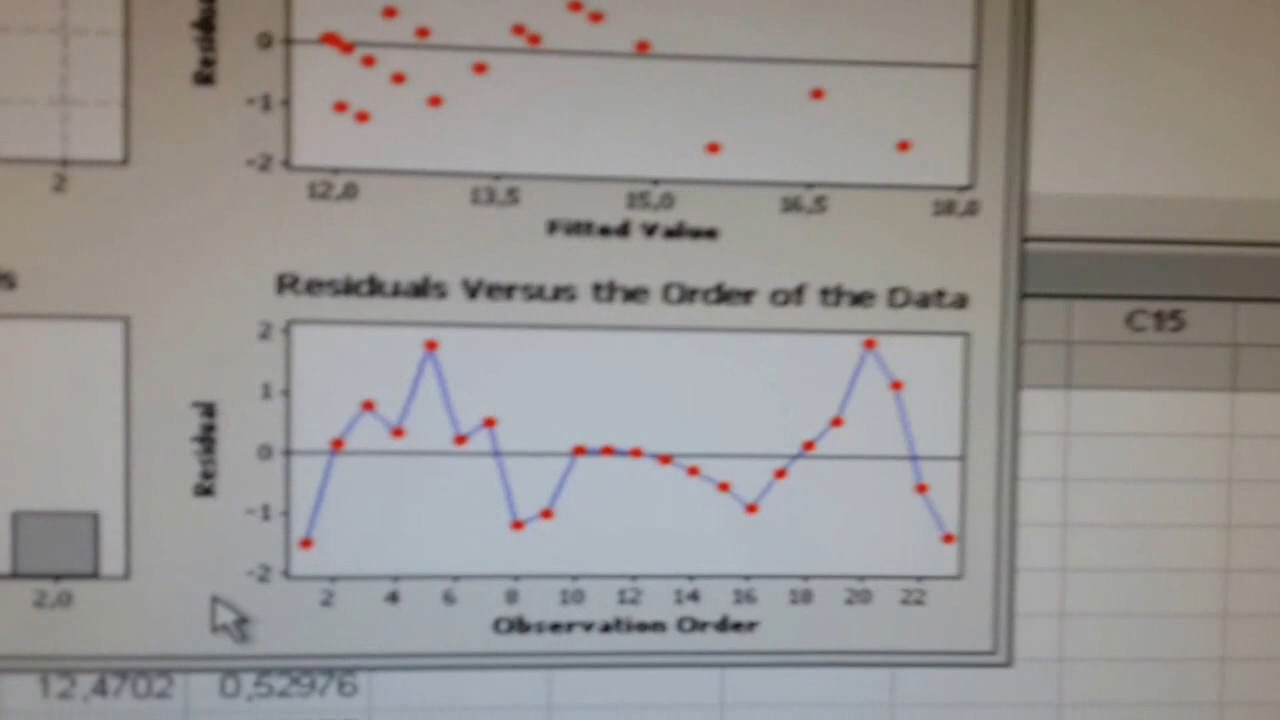 Residu
0
-1
-2
12,0 13,5 15,0 16,5 18,0
Fitted Value
2
s
Residuals Versus the Order of the Data
2
1
0
-1
-2
Residual
2 4 6 8 10 12 14 16 18 20 22
Observation Order
2,0
C15
12,4702 0,52976